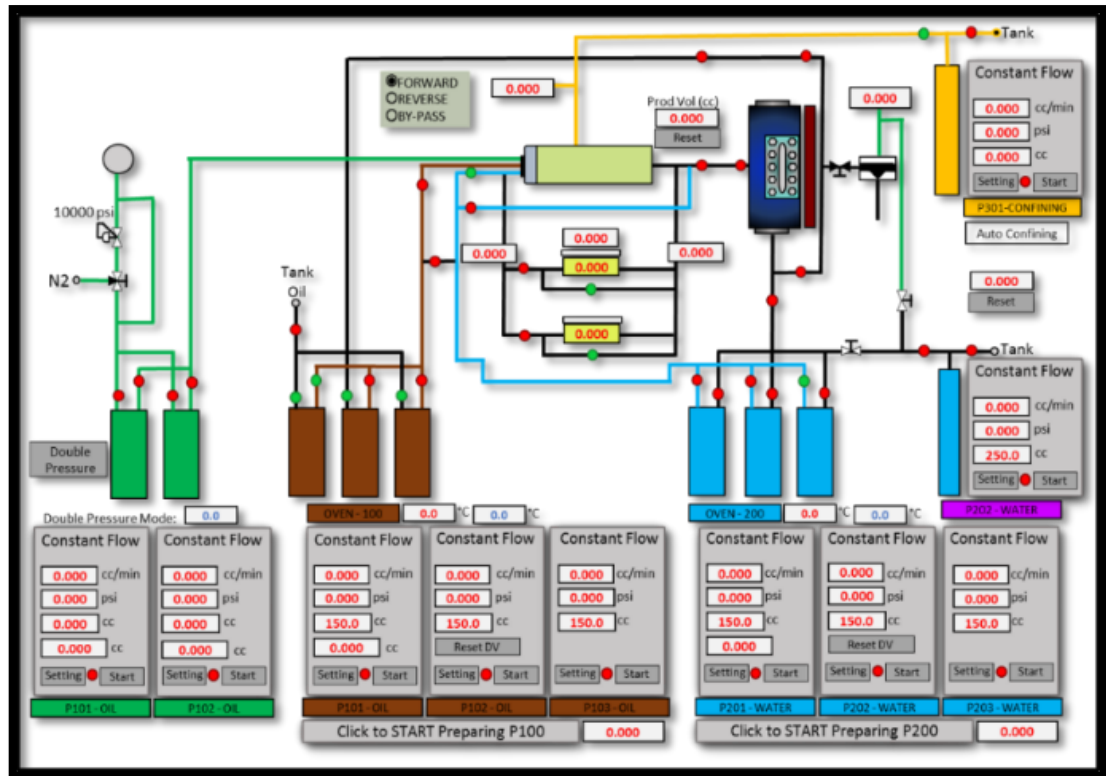 Tank
FORWARD
REVERSE
BY-PASS
0.000
Prod Vol (cc)
0.000
Reset
0.000
Constant Flow
0.000 cc/min
0.000 psi
0.000 cc
Setting Start
P301-CONFINING
Auto Confining
10000 psi
N2
Tank
Oil
0.000
0.000
0.000
0.000
0.000
0.000
Reset
Tank
Constant Flow
0.000 cc/min
0.000 psi
250.0 cc
Setting Start
P202 - WATER
Double
Pressure
Double Pressure Mode: 0.0
OVEN - 100 0.0 °C 0.0 °C
OVEN - 200 0.0 °C 0.0 °C
Constant Flow
0.000 cc/min
0.000 psi
0.000 cc
0.000 cc
Setting Start
P101 - OIL
Constant Flow
0.000 cc/min
0.000 psi
0.000 cc
0.000 cc
Setting Start
P102 - OIL
Constant Flow
0.000 cc/min
0.000 psi
150.0 cc
0.000 cc
Setting Start
P101 - OIL
Constant Flow
0.000 cc/min
0.000 psi
150.0 cc
Reset DV
Setting Start
P102 - OIL
Constant Flow
0.000 cc/min
0.000 psi
150.0 cc
Setting Start
P103 - OIL
Click to START Preparing P100 0.000
Constant Flow
0.000 cc/min
0.000 psi
150.0 cc
0.000
Setting Start
P201 - WATER
Constant Flow
0.000 cc/min
0.000 psi
150.0 cc
Reset DV
Setting Start
P202 - WATER
Constant Flow
0.000 cc/min
0.000 psi
150.0 cc
Setting Start
P203 - WATER
Click to START Preparing P200 0.000